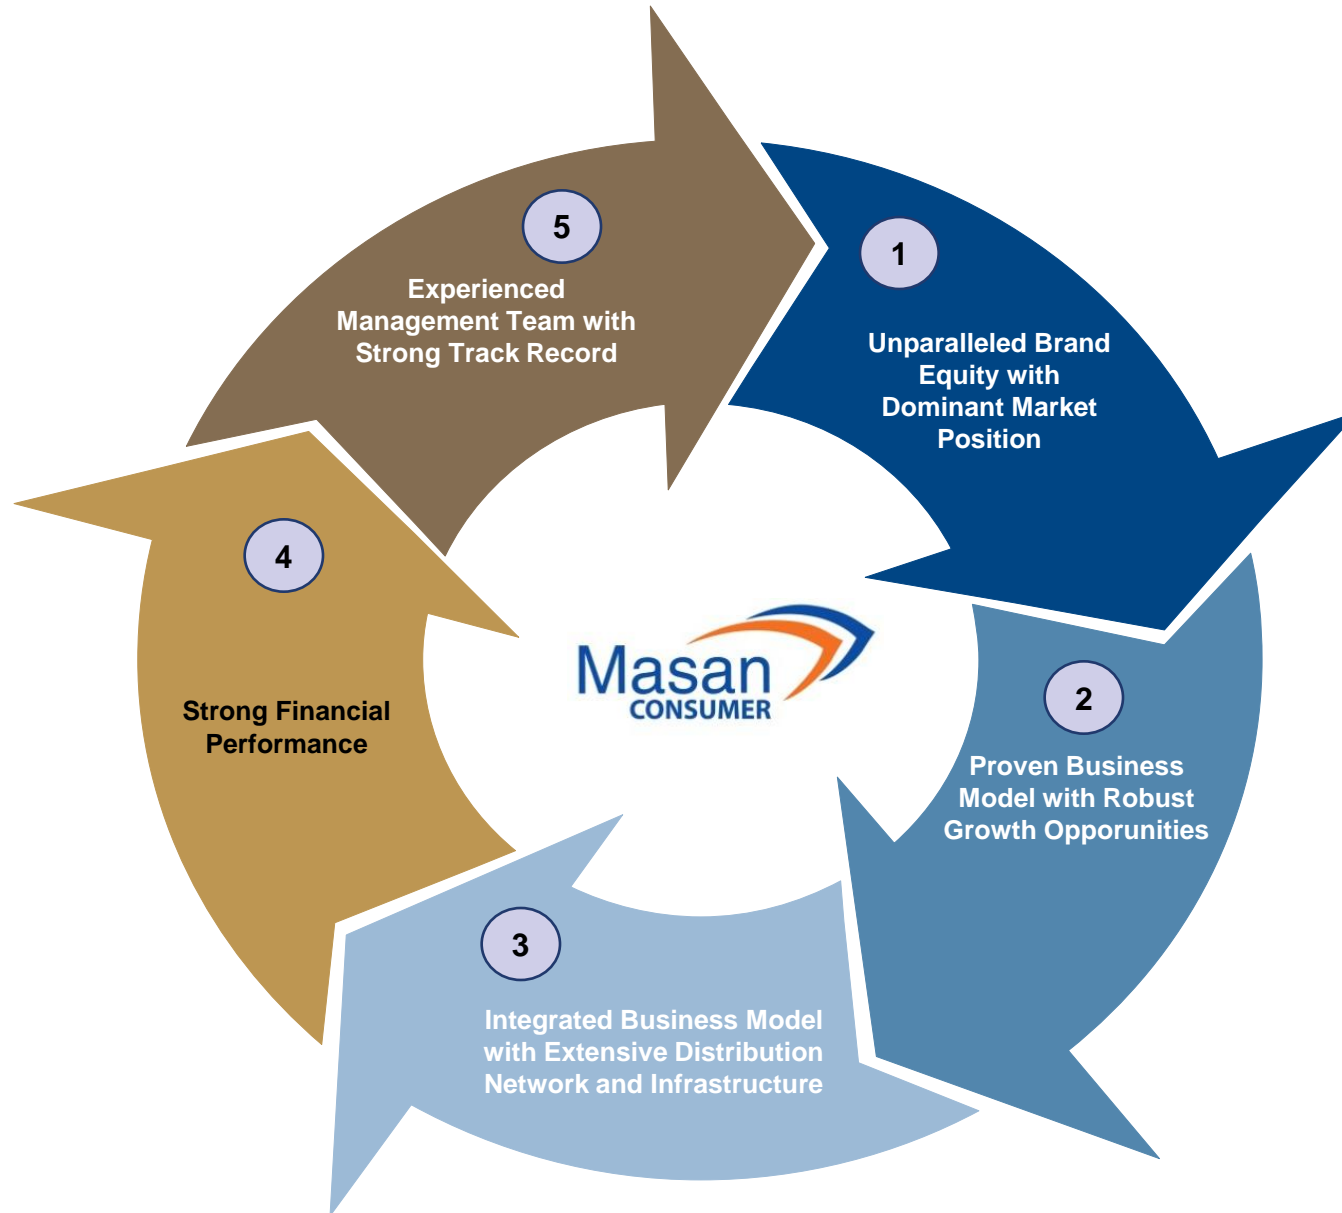 1
Unparalleled Brand
Equity with
Dominant Market
Position
2
Proven Business
Model with Robust
Growth Opporunities
3
Integrated Business Model
with Extensive Distribution
Network and Infrastructure
4
Strong Financial
Performance
5
Experienced
Management Team with
Strong Track Record
Masan
CONSUMER